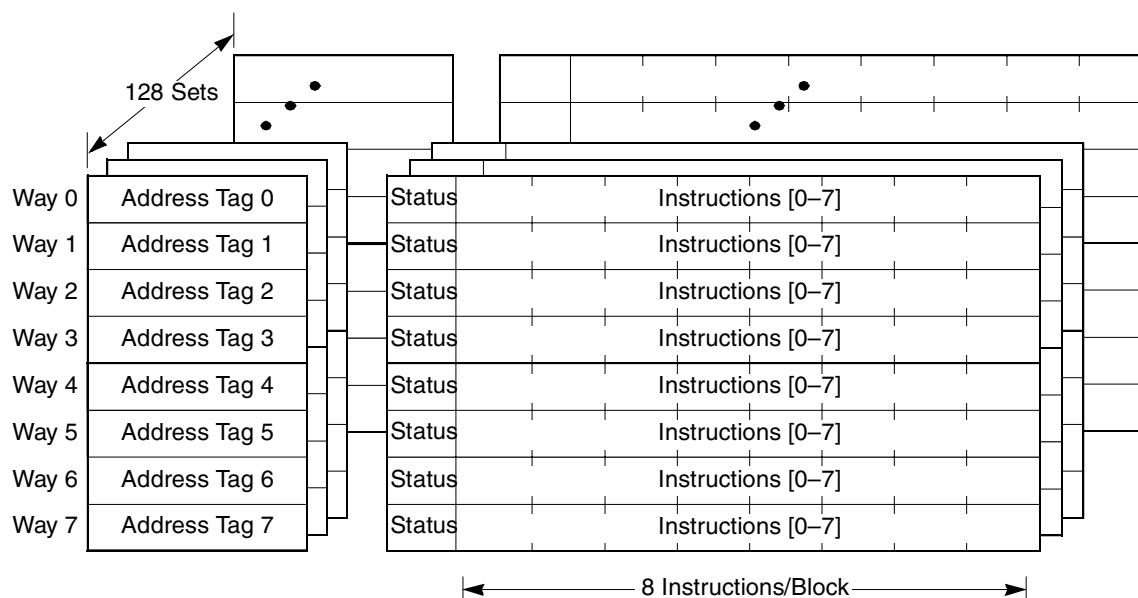 128 Sets
Way 0 Address Tag 0 Status Instructions [0–7]
Way 1 Address Tag 1 Status Instructions [0–7]
Way 2 Address Tag 2 Status Instructions [0–7]
Way 3 Address Tag 3 Status Instructions [0–7]
Way 4 Address Tag 4 Status Instructions [0–7]
Way 5 Address Tag 5 Status Instructions [0–7]
Way 6 Address Tag 6 Status Instructions [0–7]
Way 7 Address Tag 7 Status Instructions [0–7]
8 Instructions/Block